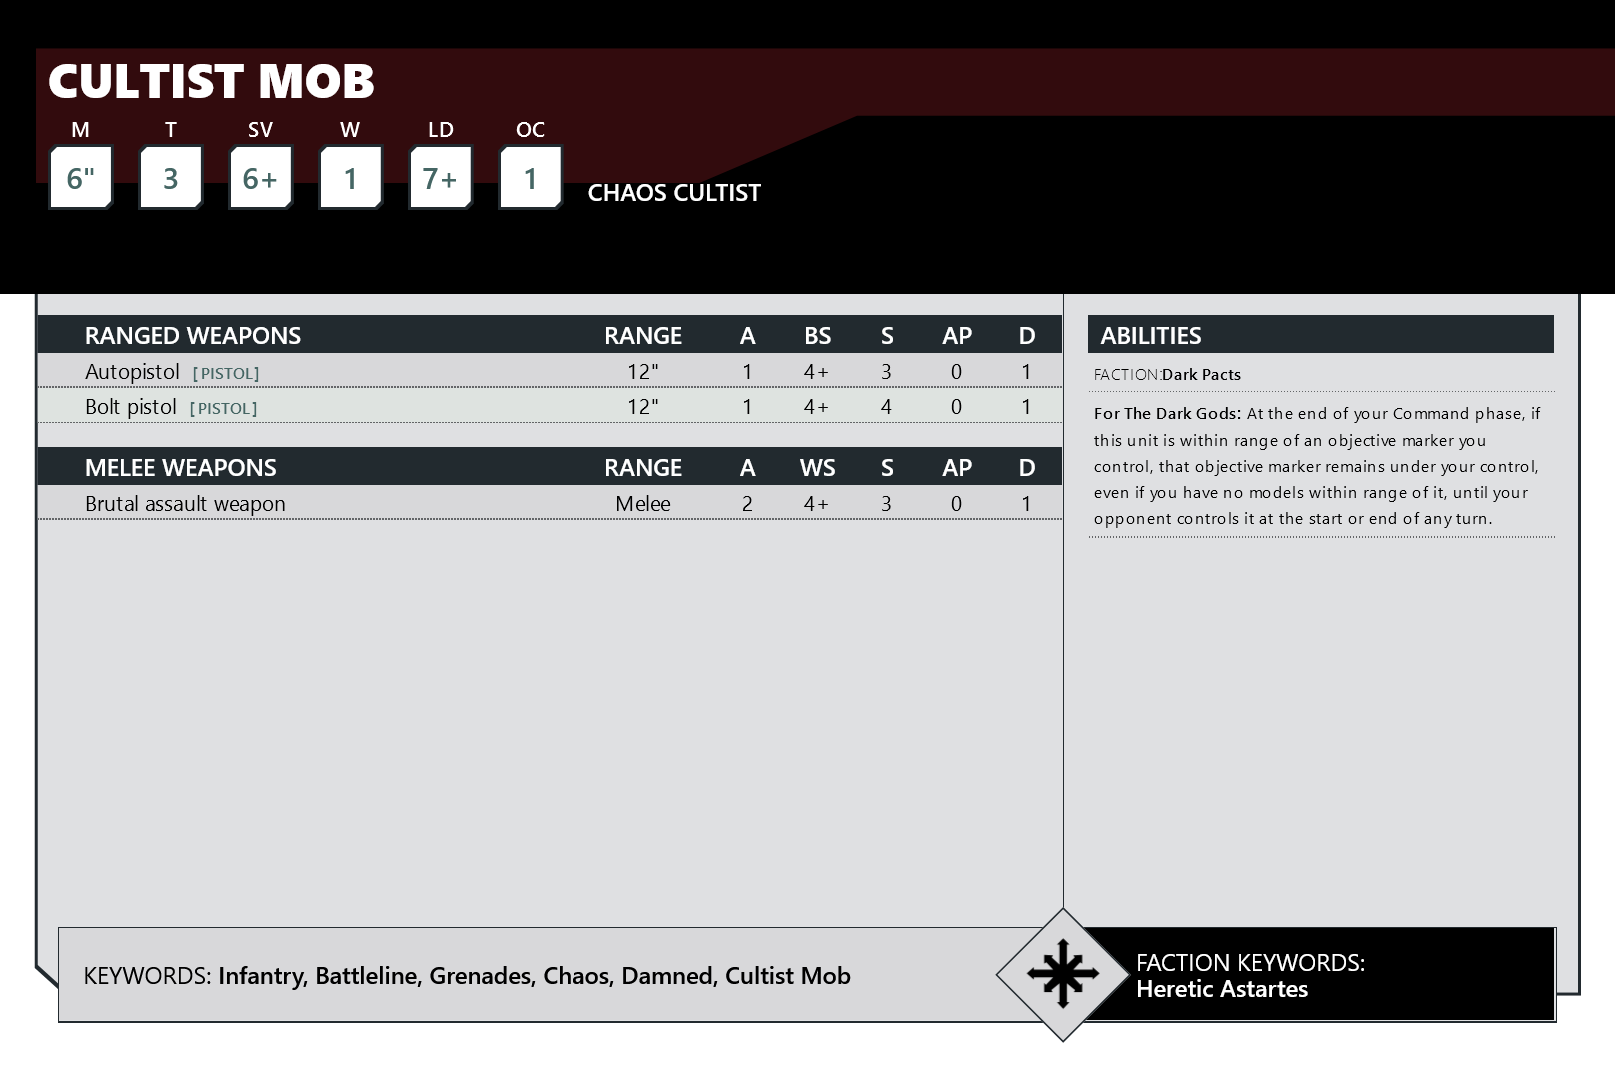 CULTIST MOB
M T SV W LD OC
6" 3 6+ 1 7+ 1 CHAOS CULTIST
RANGED WEAPONS RANGE A BS S AP D
Autopistol [PISTOL] 12" 1 4+ 3 0 1
Bolt pistol [PISTOL] 12" 1 4+ 4 0 1
MELEE WEAPONS RANGE A WS S AP D
Brutal assault weapon Melee 2 4+ 3 0 1
ABILITIES
FACTION:Dark Pacts
For The Dark Gods: At the end of your Command phase, if
this unit is within range of an objective marker you
control, that objective marker remains under your control,
even if you have no models within range of it, until your
opponent controls it at the start or end of any turn.
KEYWORDS: Infantry, Battleline, Grenades, Chaos, Damned, Cultist Mob
FACTION KEYWORDS:
Heretic Astartes